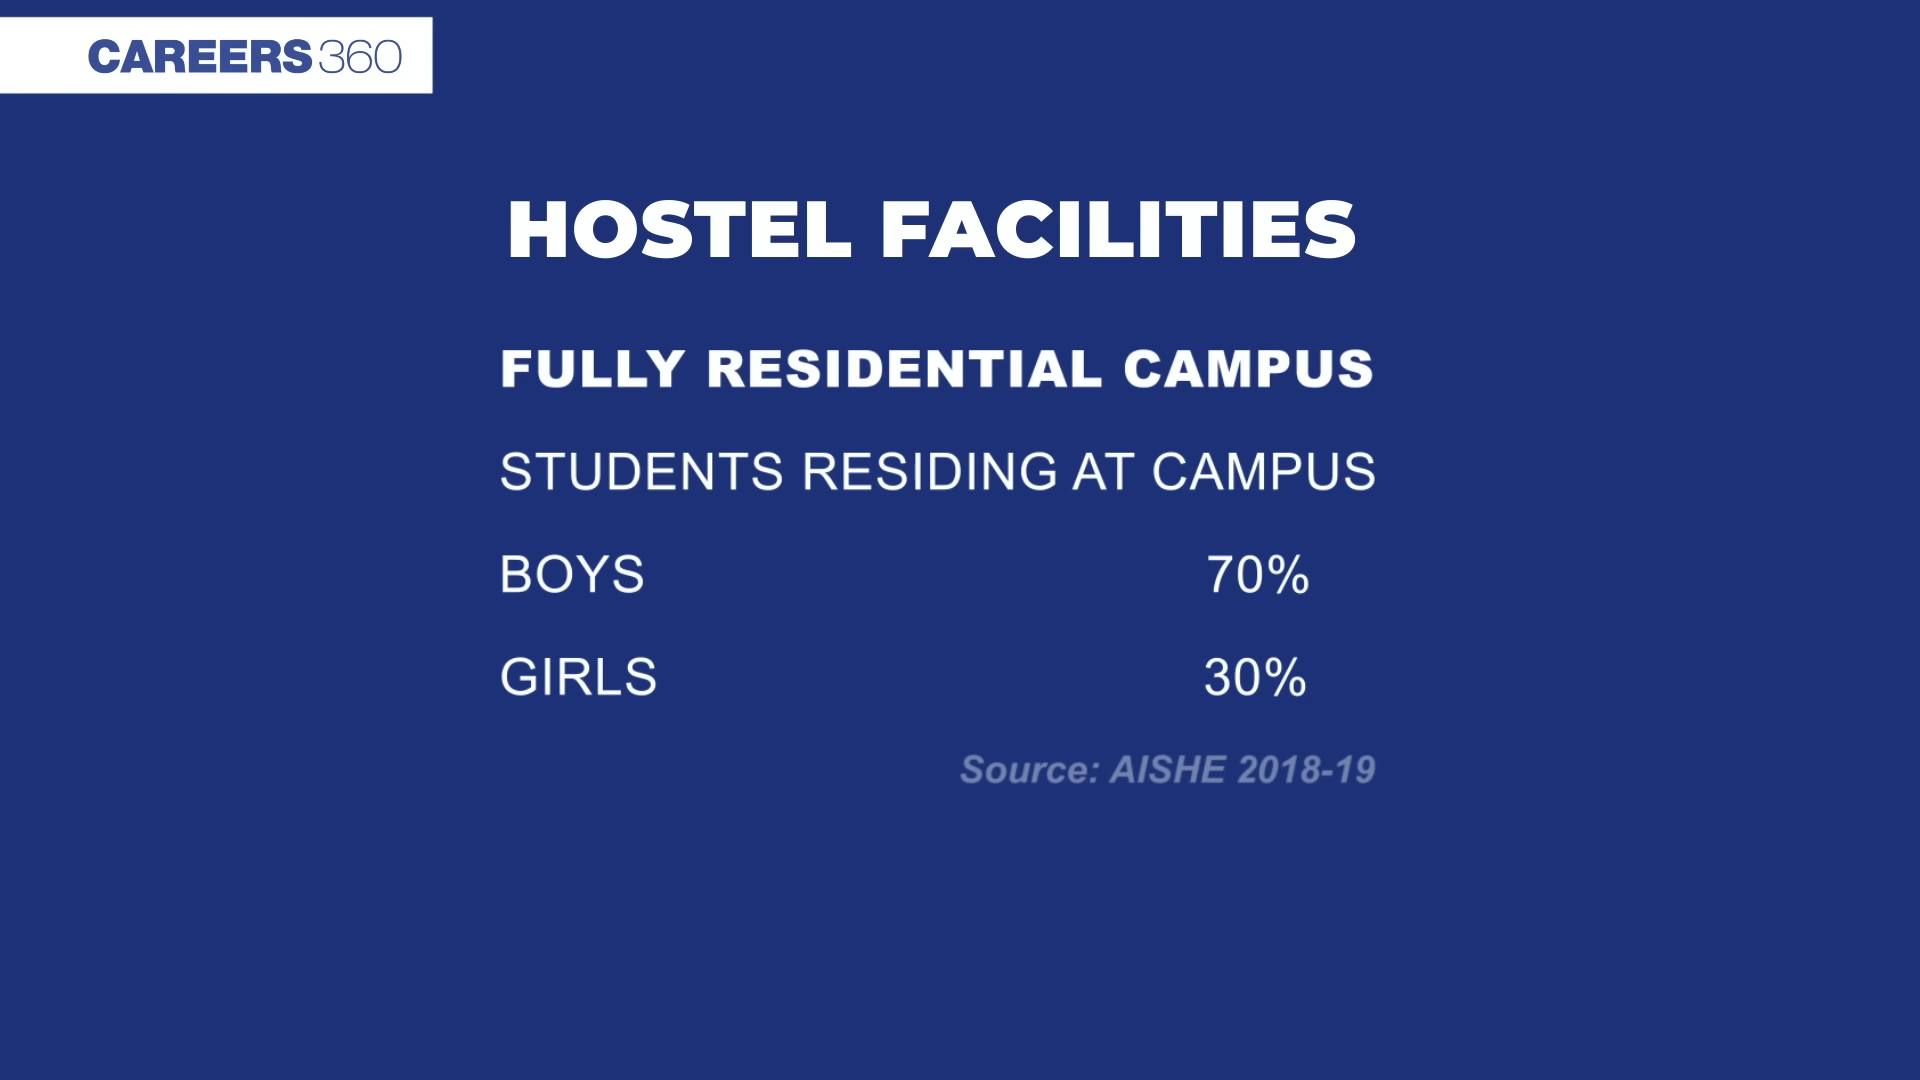 CAREERS360
HOSTEL FACILITIES
FULLY RESIDENTIAL CAMPUS
STUDENTS RESIDING AT CAMPUS
BOYS 70%
GIRLS 30%
Source: AISHE 2018-19